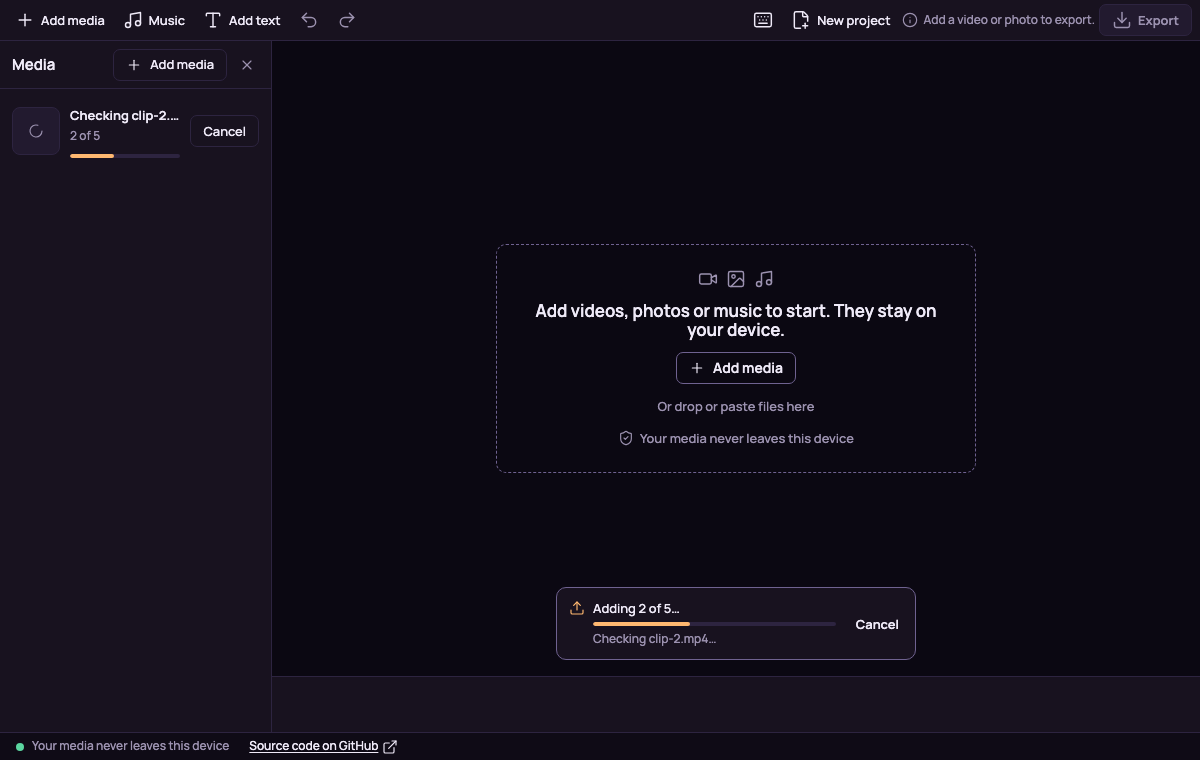 Add media
Music
Add text
New project
Add a video or photo to export.
Export
Media
Add media
Checking clip-2.…
2 of 5
Cancel
Add videos, photos or music to start. They stay on
your device.
Add media
Or drop or paste files here
Your media never leaves this device
Adding 2 of 5…
Checking clip-2.mp4…
Cancel
Your media never leaves this device
Source code on GitHub